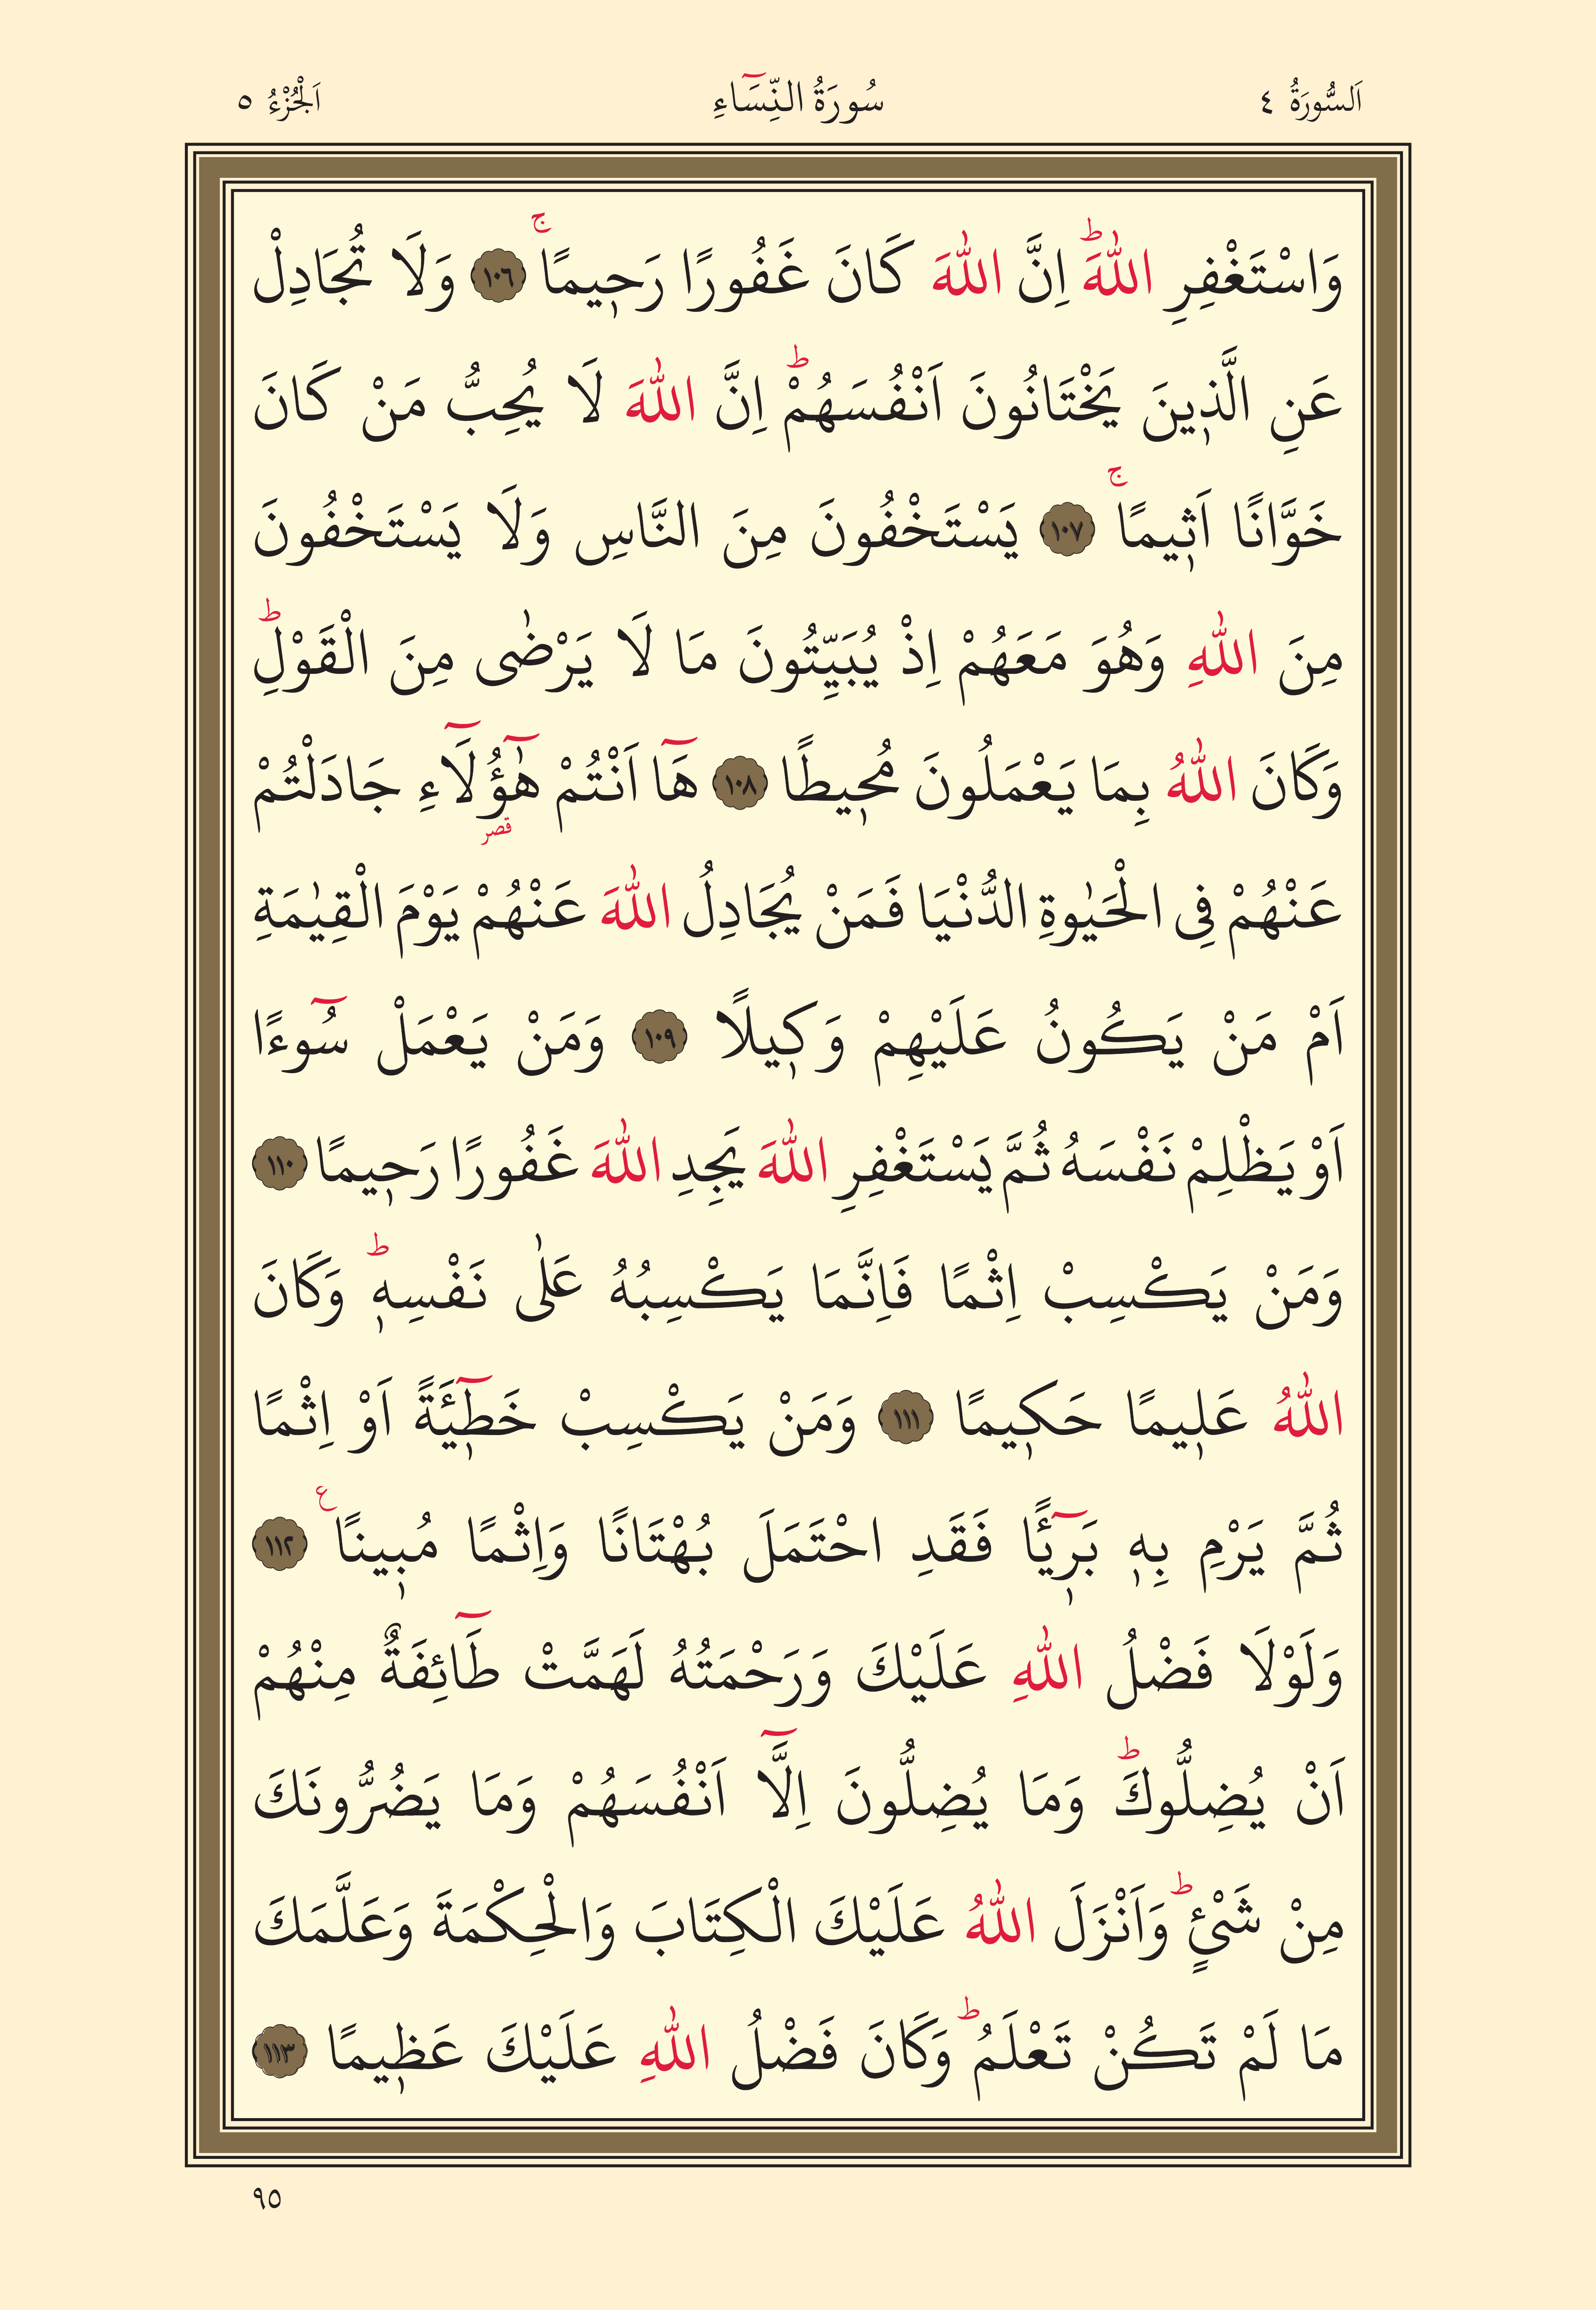 اَلسُّورَةُ ٤ سُورَةُ النِّسَٓاءِ اَلْجُزْءُ ٥
وَاسْتَغْفِرِ اللّٰهَۜ اِنَّ اللّٰهَ كَانَ غَفُورًا رَح۪يمًاۚ ﴿١٠٦﴾ وَلَا تُجَادِلْ
عَنِ الَّذ۪ينَ يَخْتَانُونَ اَنْفُسَهُمْۜ اِنَّ اللّٰهَ لَا يُحِبُّ مَنْ كَانَ
خَوَّانًا اَث۪يمًاۚ ﴿١٠٧﴾ يَسْتَخْفُونَ مِنَ النَّاسِ وَلَا يَسْتَخْفُونَ
مِنَ اللّٰهِ وَهُوَ مَعَهُمْ اِذْ يُبَيِّتُونَ مَا لَا يَرْضٰى مِنَ الْقَوْلِۜ
وَكَانَ اللّٰهُ بِمَا يَعْمَلُونَ مُح۪يطًا ﴿١٠٨﴾ هَٓا اَنْتُمْ هٰٓؤُ۬لَٓاءِ جَادَلْتُمْ
قصر
عَنْهُمْ فِى الْحَيٰوةِ الدُّنْيَا فَمَنْ يُجَادِلُ اللّٰهَ عَنْهُمْ يَوْمَ الْقِيٰمَةِ
اَمْ مَنْ يَكُونُ عَلَيْهِمْ وَك۪يلًا ﴿١٠٩﴾ وَمَنْ يَعْمَلْ سُٓوءًا
اَوْ يَظْلِمْ نَفْسَهُ ثُمَّ يَسْتَغْفِرِ اللّٰهَ يَجِدِ اللّٰهَ غَفُورًا رَح۪يمًا ﴿١١٠﴾
وَمَنْ يَكْسِبْ اِثْمًا فَاِنَّمَا يَكْسِبُهُ عَلٰى نَفْسِه۪ۜ وَكَانَ
اللّٰهُ عَل۪يمًا حَك۪يمًا ﴿١١١﴾ وَمَنْ يَكْسِبْ خَط۪ٓيـَٔةً اَوْ اِثْمًا
ثُمَّ يَرْمِ بِه۪ بَر۪ٓيـًٔا فَقَدِ احْتَمَلَ بُهْتَانًا وَاِثْمًا مُب۪ينًا ع ﴿١١٢﴾
وَلَوْلَا فَضْلُ اللّٰهِ عَلَيْكَ وَرَحْمَتُهُ لَهَمَّتْ طَٓائِفَةٌ مِنْهُمْ
اَنْ يُضِلُّوكَۜ وَمَا يُضِلُّونَ اِلَّٓا اَنْفُسَهُمْ وَمَا يَضُرُّونَكَ
مِنْ شَىْءٍۜ وَاَنْزَلَ اللّٰهُ عَلَيْكَ الْكِتَابَ وَالْحِكْمَةَ وَعَلَّمَكَ
مَا لَمْ تَكُنْ تَعْلَمُۜ وَكَانَ فَضْلُ اللّٰهِ عَلَيْكَ عَظ۪يمًا ﴿١١٣﴾
٩٥